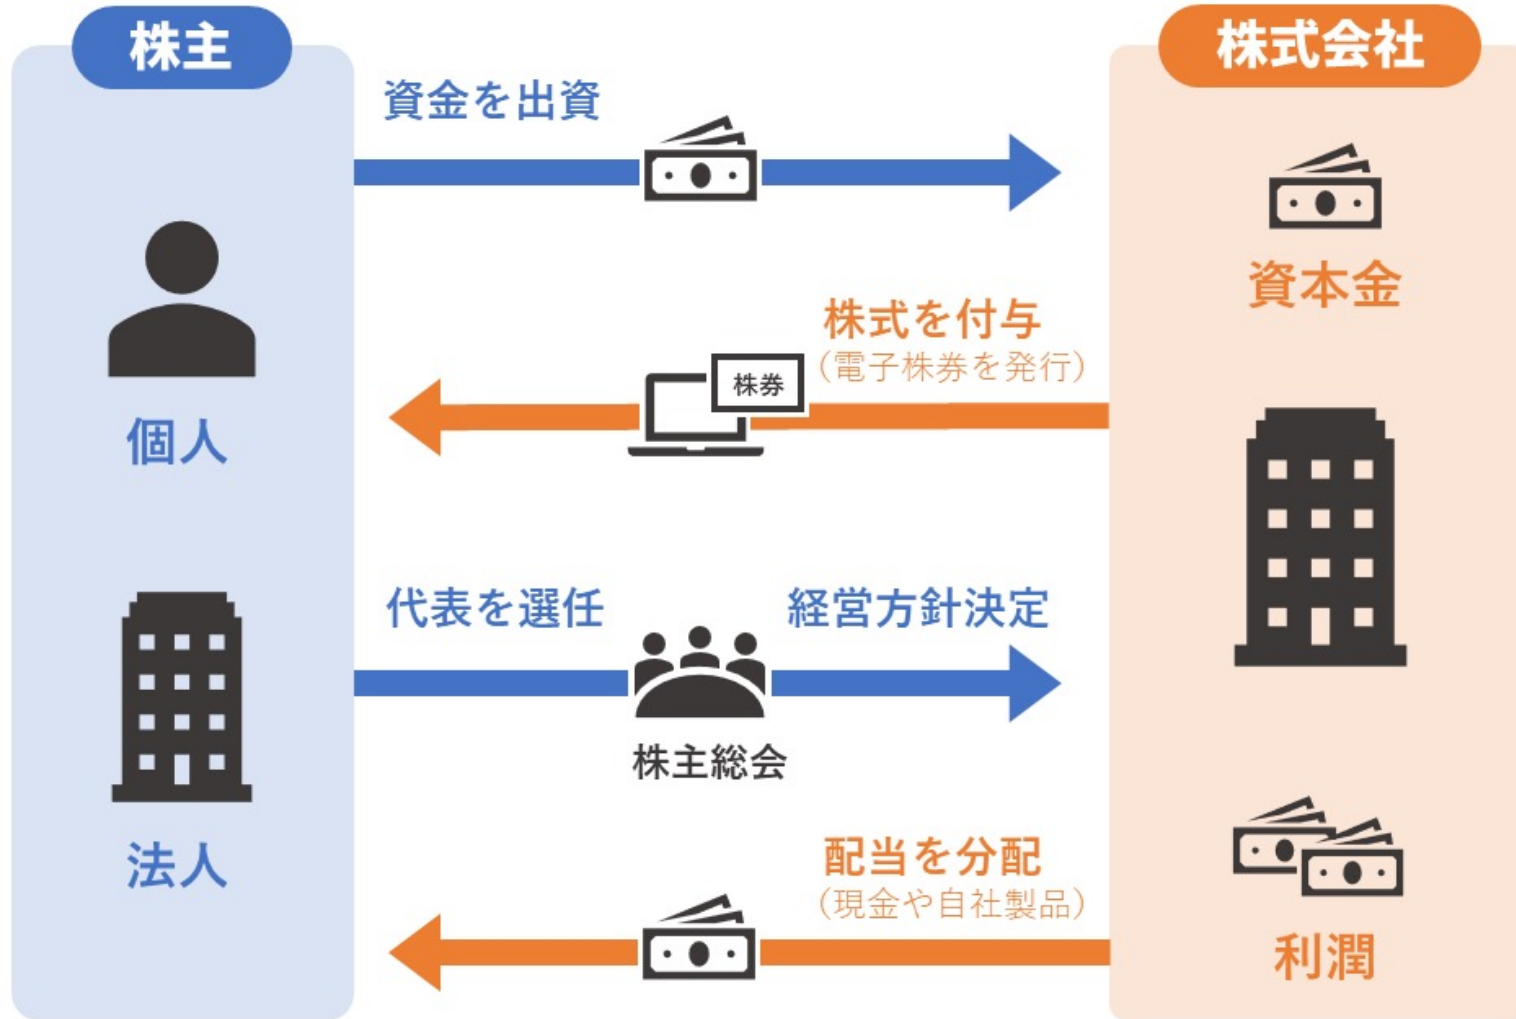 株主
株式会社
資金を出資
資本金
株式を付与
（電子株券を発行）
株券
個人
代表を選任
経営方針決定
株主総会
法人
配当を分配
（現金や自社製品）
利潤